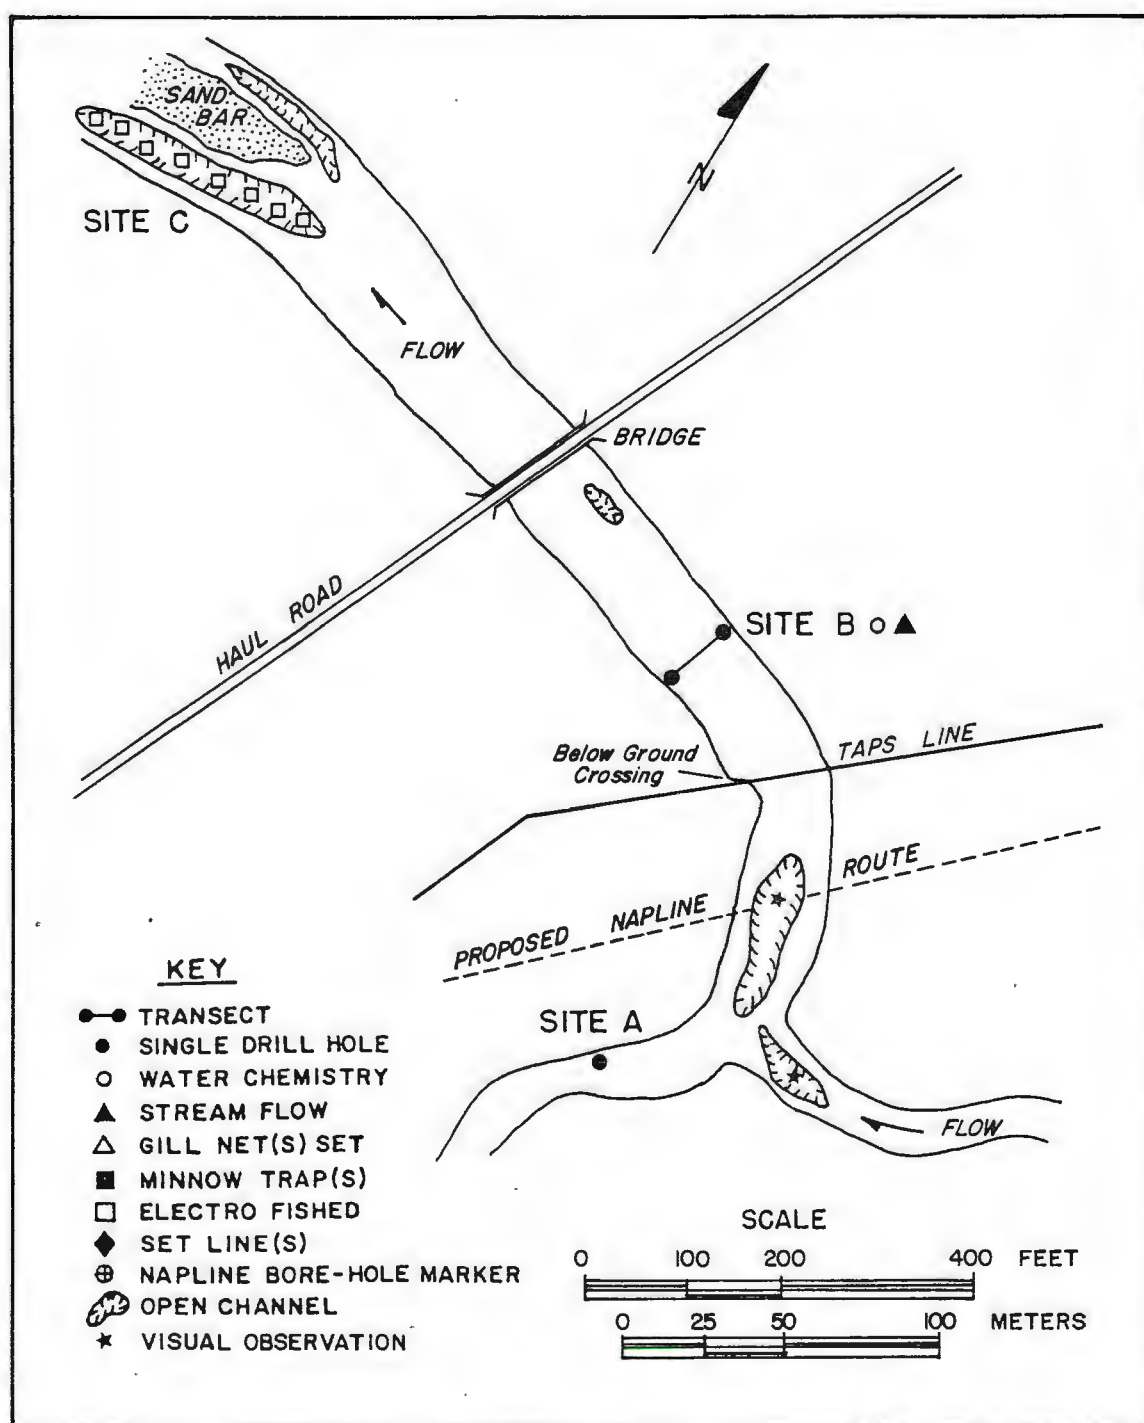 SAND
BAR
SITE C
N
FLOW
BRIDGE
HAUL ROAD
SITE B
TAPS LINE
Below Ground
Crossing
PROPOSED NAPLINE ROUTE
SITE A
FLOW
KEY
TRANSECT
SINGLE DRILL HOLE
WATER CHEMISTRY
STREAM FLOW
GILL NET(S) SET
MINNOW TRAP(S)
ELECTRO FISHED
SET LINE(S)
NAPLINE BORE-HOLE MARKER
OPEN CHANNEL
VISUAL OBSERVATION
SCALE
0 100 200 400 FEET
0 25 50 100 METERS